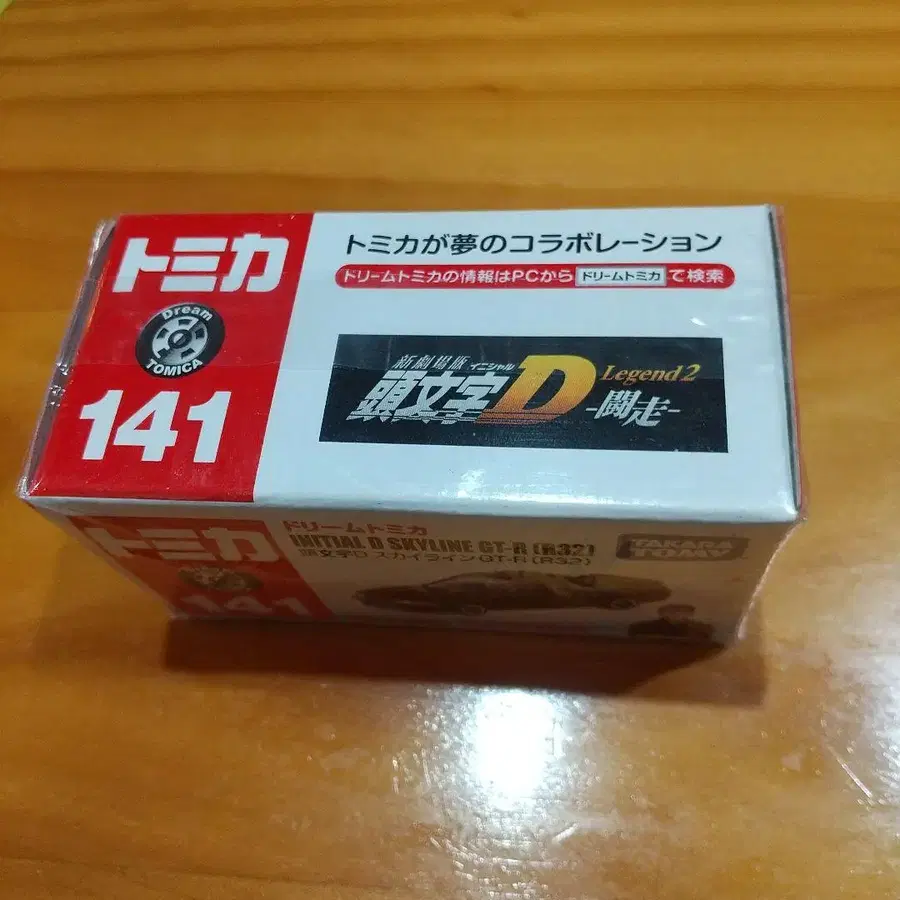 トミカ
Dream
TOMICA
141
トミカが夢のコラボレーション
ドリームトミカの情報はPCから ドリームトミカ で検索
新劇場版 イニシャル
頭文字D Legend2
-闘走-
トミカ
141
ドリームトミカ
INITIAL D SKYLINE GT-R (R32)
頭文字D スカイライン GT-R (R32)
TAKARA
TOMY